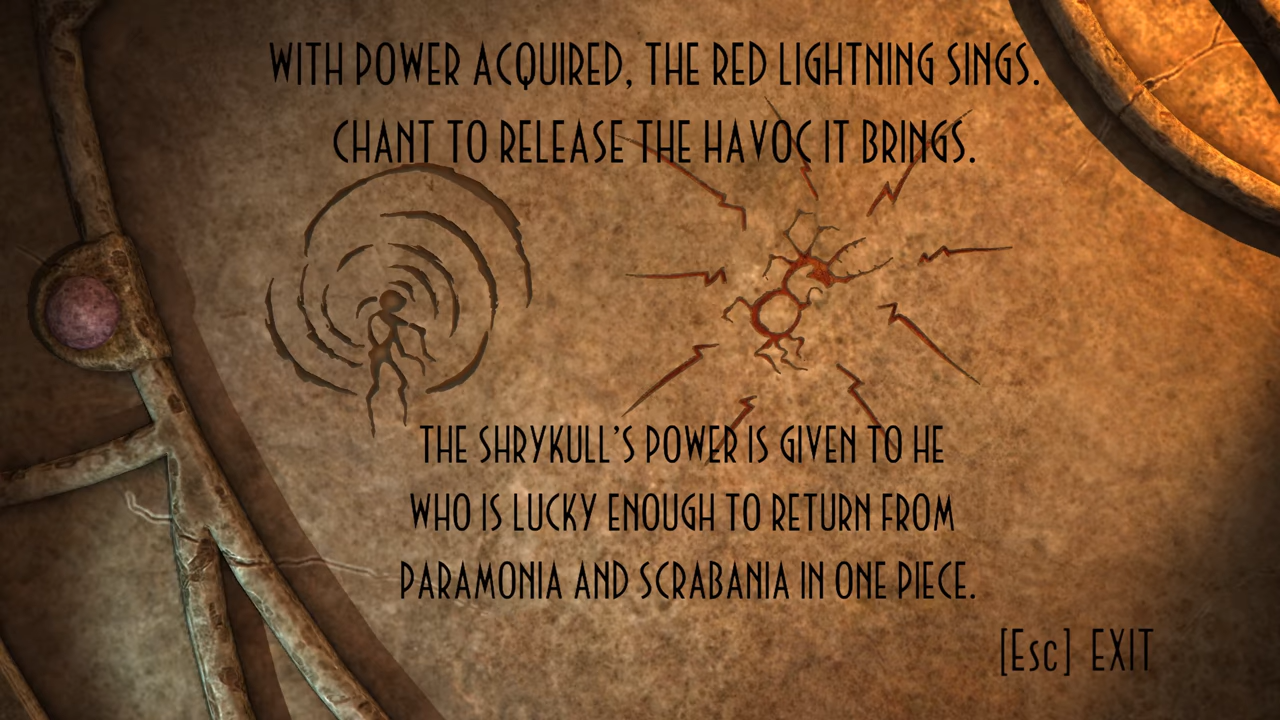 WITH POWER ACQUIRED, THE RED LIGHTNING SINGS.
CHANT TO RELEASE THE HAVOC IT BRINGS.
THE SHRYKULL'S POWER IS GIVEN TO HE
WHO IS LUCKY ENOUGH TO RETURN FROM
PARAMONIA AND SCRABANIA IN ONE PIECE.
[Esc] EXIT